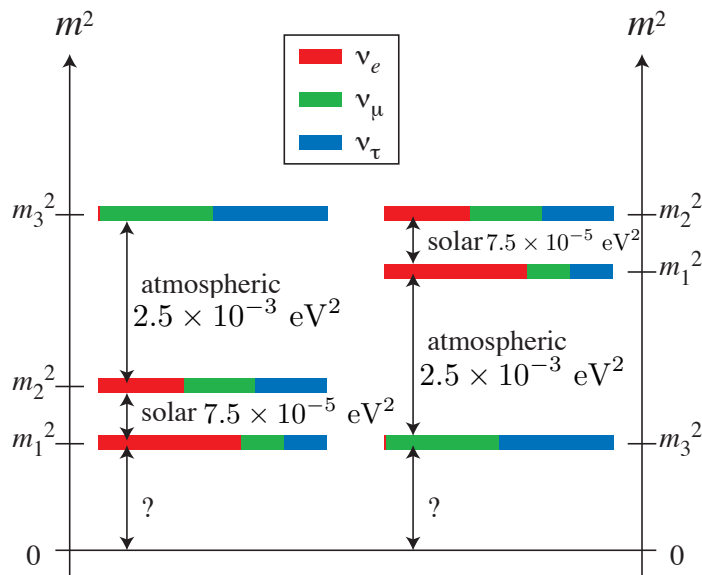 m² m²
νₑ
ν_μ
ν_τ
m₃² m₂²
solar 7.5 × 10⁻⁵ eV²
m₁²
atmospheric
2.5 × 10⁻³ eV²
atmospheric
2.5 × 10⁻³ eV²
m₂²
solar 7.5 × 10⁻⁵ eV²
m₁² m₃²
? ?
0 0